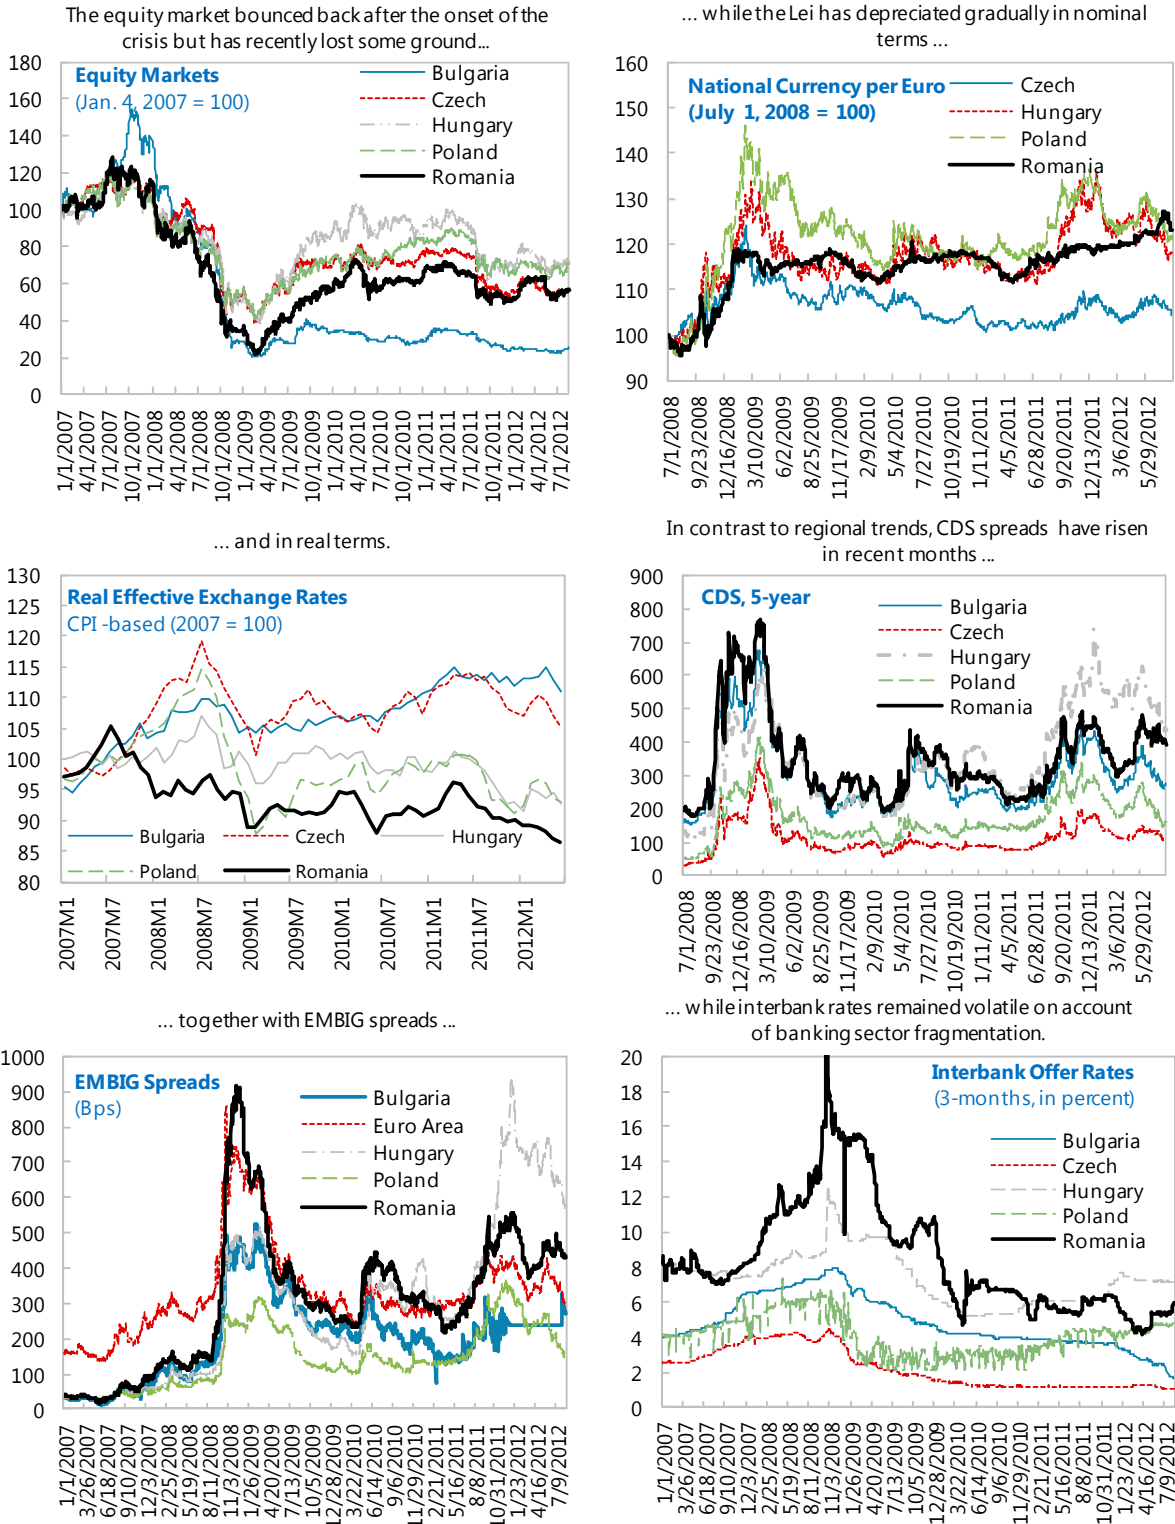 The equity market bounced back after the onset of the
crisis but has recently lost some ground...
Equity Markets
(Jan. 4, 2007 = 100)
Bulgaria
Czech
Hungary
Poland
Romania
180
160
140
120
100
80
60
40
20
0
1/1/2007
4/1/2007
7/1/2007
10/1/2007
1/1/2008
4/1/2008
7/1/2008
10/1/2008
1/1/2009
4/1/2009
7/1/2009
10/1/2009
1/1/2010
4/1/2010
7/1/2010
10/1/2010
1/1/2011
4/1/2011
7/1/2011
10/1/2011
1/1/2012
4/1/2012
7/1/2012
... while the Lei has depreciated gradually in nominal
terms ...
National Currency per Euro
(July 1, 2008 = 100)
Czech
Hungary
Poland
Romania
160
150
140
130
120
110
100
90
7/1/2008
9/23/2008
12/16/2008
3/10/2009
6/2/2009
8/25/2009
11/17/2009
2/9/2010
5/4/2010
7/27/2010
10/19/2010
1/11/2011
4/5/2011
6/28/2011
9/20/2011
12/13/2011
3/6/2012
5/29/2012
... and in real terms.
Real Effective Exchange Rates
CPI -based (2007 = 100)
130
125
120
115
110
105
100
95
90
85
80
Bulgaria
Czech
Hungary
Poland
Romania
2007M1
2007M7
2008M1
2008M7
2009M1
2009M7
2010M1
2010M7
2011M1
2011M7
2012M1
In contrast to regional trends, CDS spreads have risen
in recent months ...
CDS, 5-year
Bulgaria
Czech
Hungary
Poland
Romania
900
800
700
600
500
400
300
200
100
0
7/1/2008
9/23/2008
12/16/2008
3/10/2009
6/2/2009
8/25/2009
11/17/2009
2/9/2010
5/4/2010
7/27/2010
10/19/2010
1/11/2011
4/5/2011
6/28/2011
9/20/2011
12/13/2011
3/6/2012
5/29/2012
... together with EMBIG spreads ...
EMBIG Spreads
(Bps)
Bulgaria
Euro Area
Hungary
Poland
Romania
1000
900
800
700
600
500
400
300
200
100
0
1/1/2007
3/26/2007
6/18/2007
9/10/2007
12/3/2007
2/25/2008
5/19/2008
8/11/2008
11/3/2008
1/26/2009
4/20/2009
7/13/2009
10/5/2009
12/28/2009
3/22/2010
6/14/2010
9/6/2010
11/29/2010
2/21/2011
5/16/2011
8/8/2011
10/31/2011
1/23/2012
4/16/2012
7/9/2012
... while interbank rates remained volatile on account
of banking sector fragmentation.
Interbank Offer Rates
(3-months, in percent)
Bulgaria
Czech
Hungary
Poland
Romania
20
18
16
14
12
10
8
6
4
2
0
1/1/2007
3/26/2007
6/18/2007
9/10/2007
12/3/2007
2/25/2008
5/19/2008
8/11/2008
11/3/2008
1/26/2009
4/20/2009
7/13/2009
10/5/2009
12/28/2009
3/22/2010
6/14/2010
9/6/2010
11/29/2010
2/21/2011
5/16/2011
8/8/2011
10/31/2011
1/23/2012
4/16/2012
7/9/2012